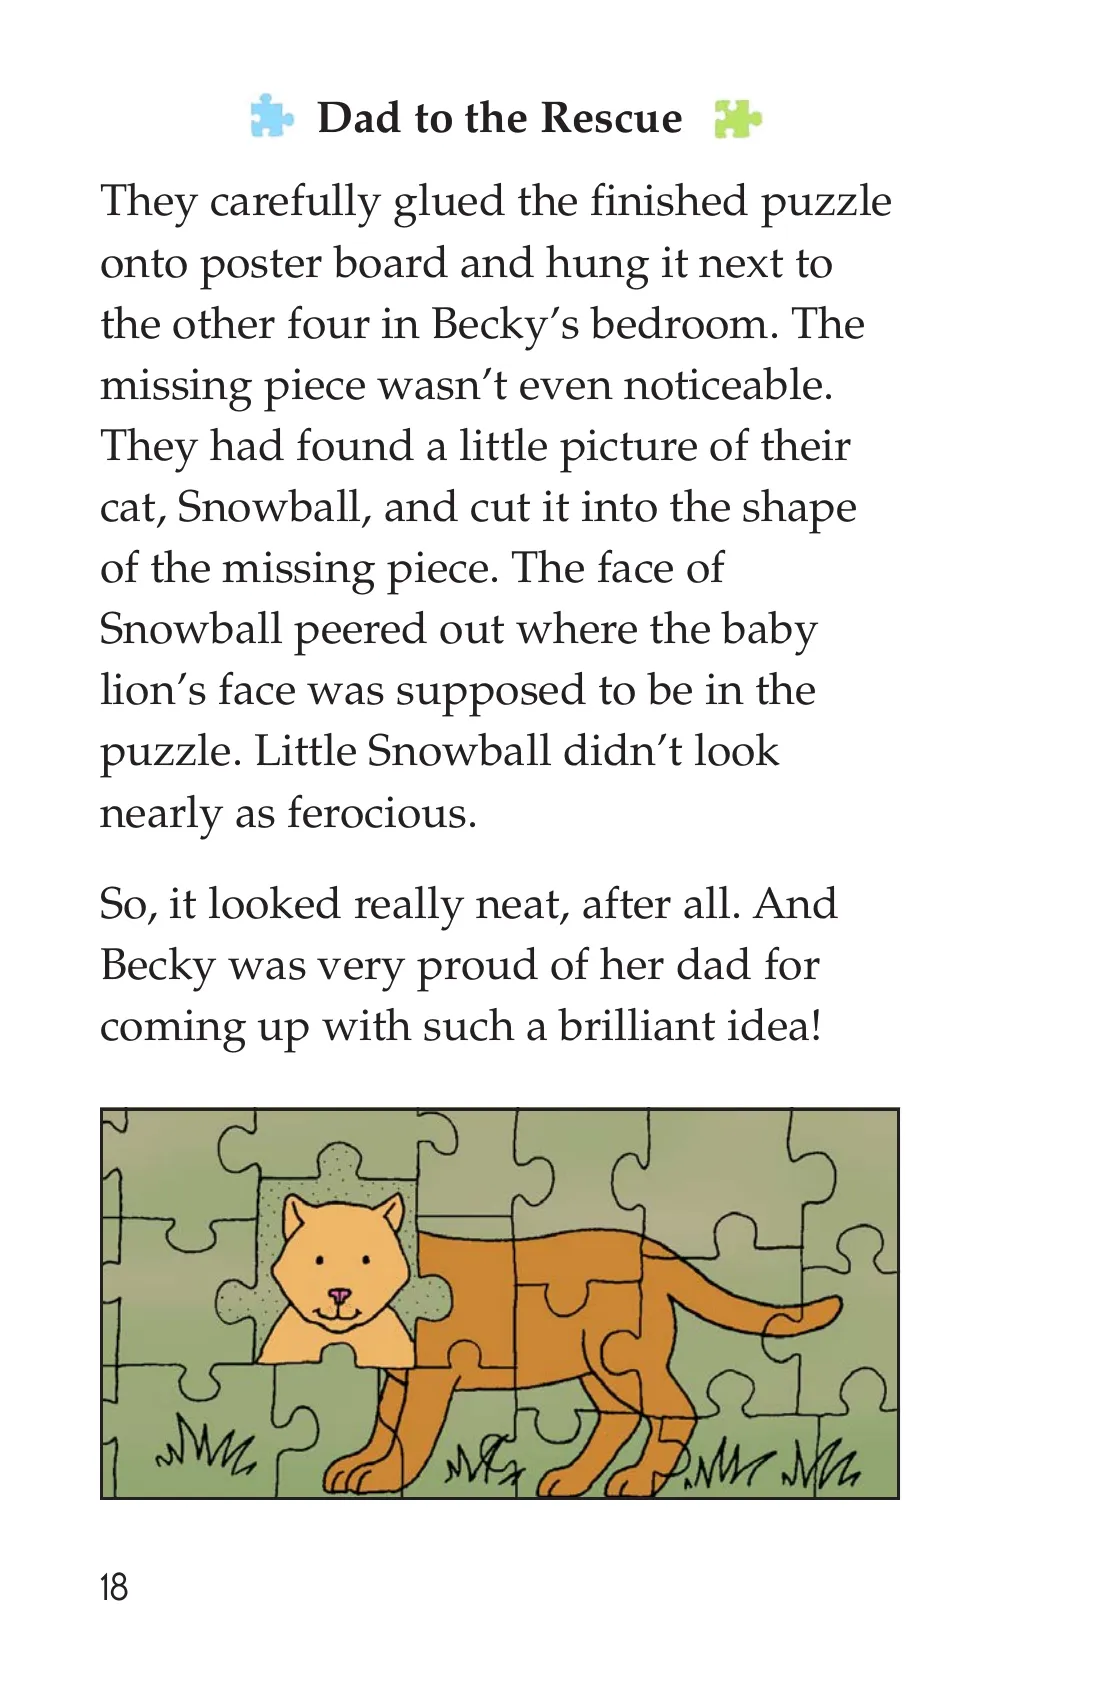 Dad to the Rescue
They carefully glued the finished puzzle
onto poster board and hung it next to
the other four in Becky’s bedroom. The
missing piece wasn’t even noticeable.
They had found a little picture of their
cat, Snowball, and cut it into the shape
of the missing piece. The face of
Snowball peered out where the baby
lion’s face was supposed to be in the
puzzle. Little Snowball didn’t look
nearly as ferocious.
So, it looked really neat, after all. And
Becky was very proud of her dad for
coming up with such a brilliant idea!
18